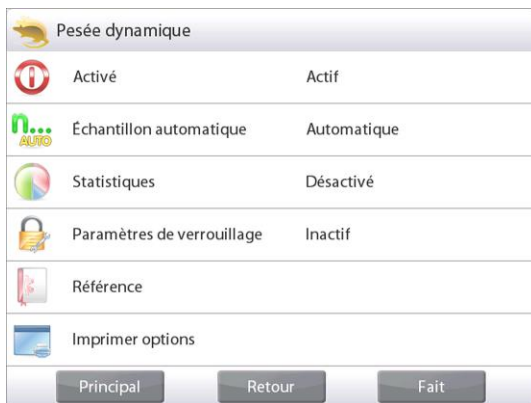 Pesée dynamique
Activé Actif
n... AUTO
Échantillon automatique Automatique
Statistiques Désactivé
Paramètres de verrouillage Inactif
Référence
Imprimer options
Principal Retour Fait